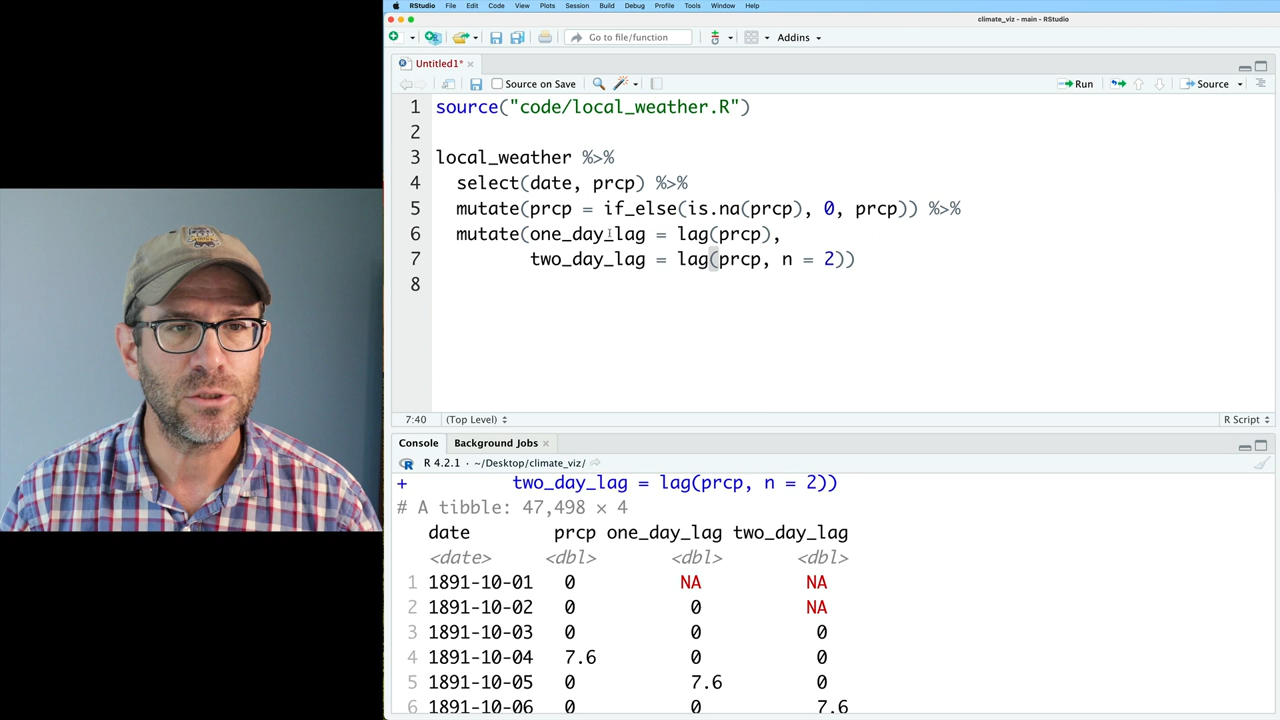 RStudio File Edit Code View Plots Session Build Debug Profile Tools Window Help
climate_viz - main - RStudio
Go to file/function Addins
Untitled1*
Source on Save Run Source
1 source("code/local_weather.R")
2
3 local_weather %>%
4 select(date, prcp) %>%
5 mutate(prcp = if_else(is.na(prcp), 0, prcp)) %>%
6 mutate(one_day_lag = lag(prcp),
7 two_day_lag = lag(prcp, n = 2))
8
7:40 (Top Level) R Script
Console Background Jobs
R 4.2.1 · ~/Desktop/climate_viz/
+ two_day_lag = lag(prcp, n = 2))
# A tibble: 47,498 × 4
date prcp one_day_lag two_day_lag
<date> <dbl> <dbl> <dbl>
1 1891-10-01 0 NA NA
2 1891-10-02 0 0 NA
3 1891-10-03 0 0 0
4 1891-10-04 7.6 0 0
5 1891-10-05 0 7.6 0
6 1891-10-06 0 0 7.6